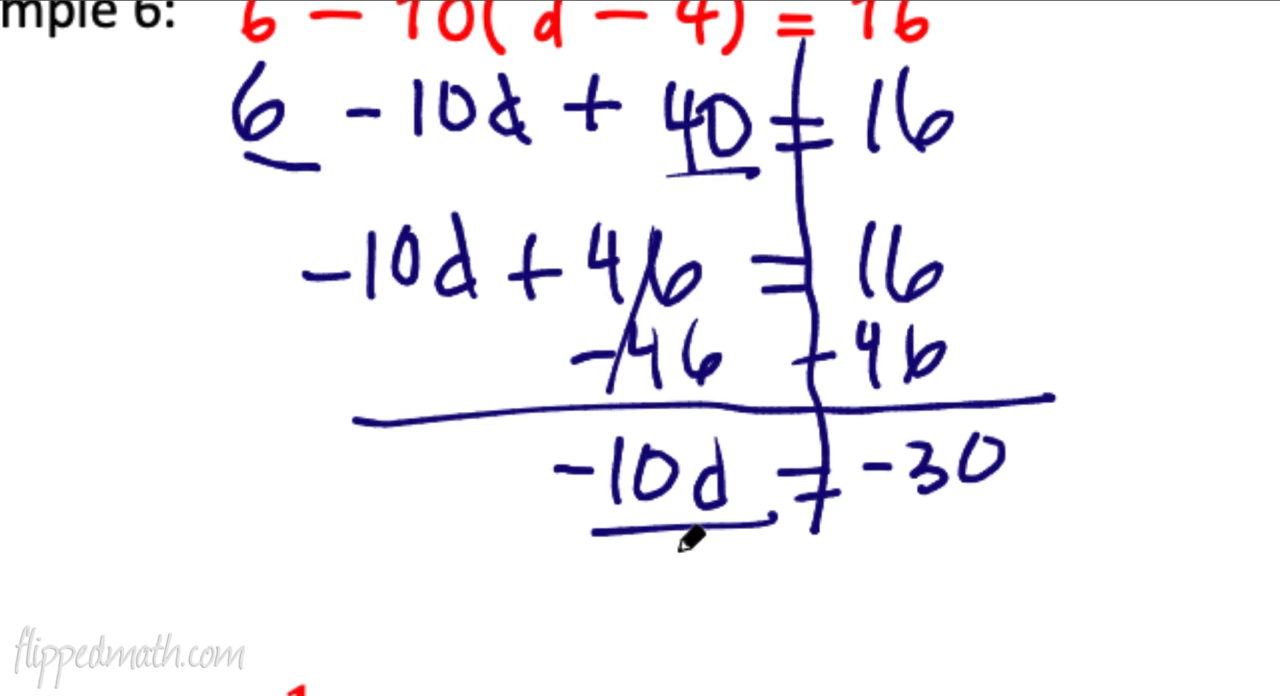 mple 6: 6 - 10(d - 4) = 16
6 - 10d + 40 = 16
-10d + 46 = 16
-46 -46
-10d = -30
flippedmath.com